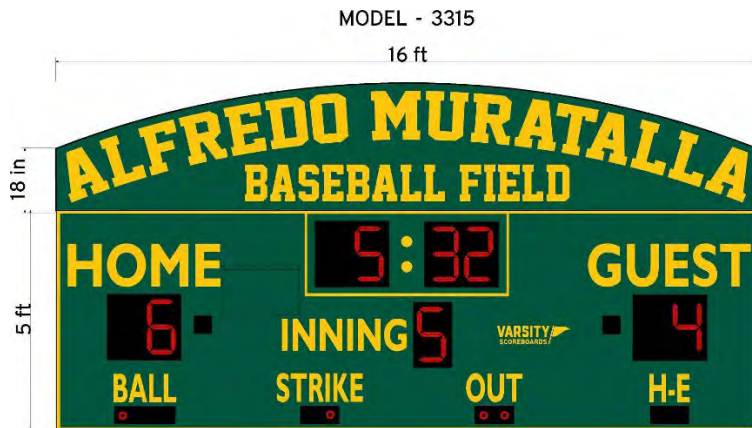 MODEL - 3315
16 ft
ALFREDO MURATALLA
18 in
BASEBALL FIELD
5:32
HOME
GUEST
5 ft
6
INNING 5
VARSITY
SCOREBOARDS
4
BALL
STRIKE
OUT
H-E